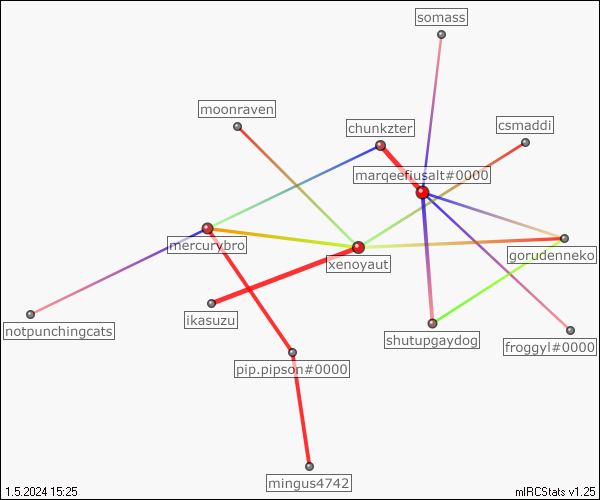 somass
moonraven
chunkzter
csmaddi
marqeefiusalt#0000
mercurybro
xenoyaut
gorudenneko
notpunchingcats
ikasuzu
shutupgaydog
froggyl#0000
pip.pipson#0000
mingus4742
1.5.2024 15:25
mIRCStats v1.25